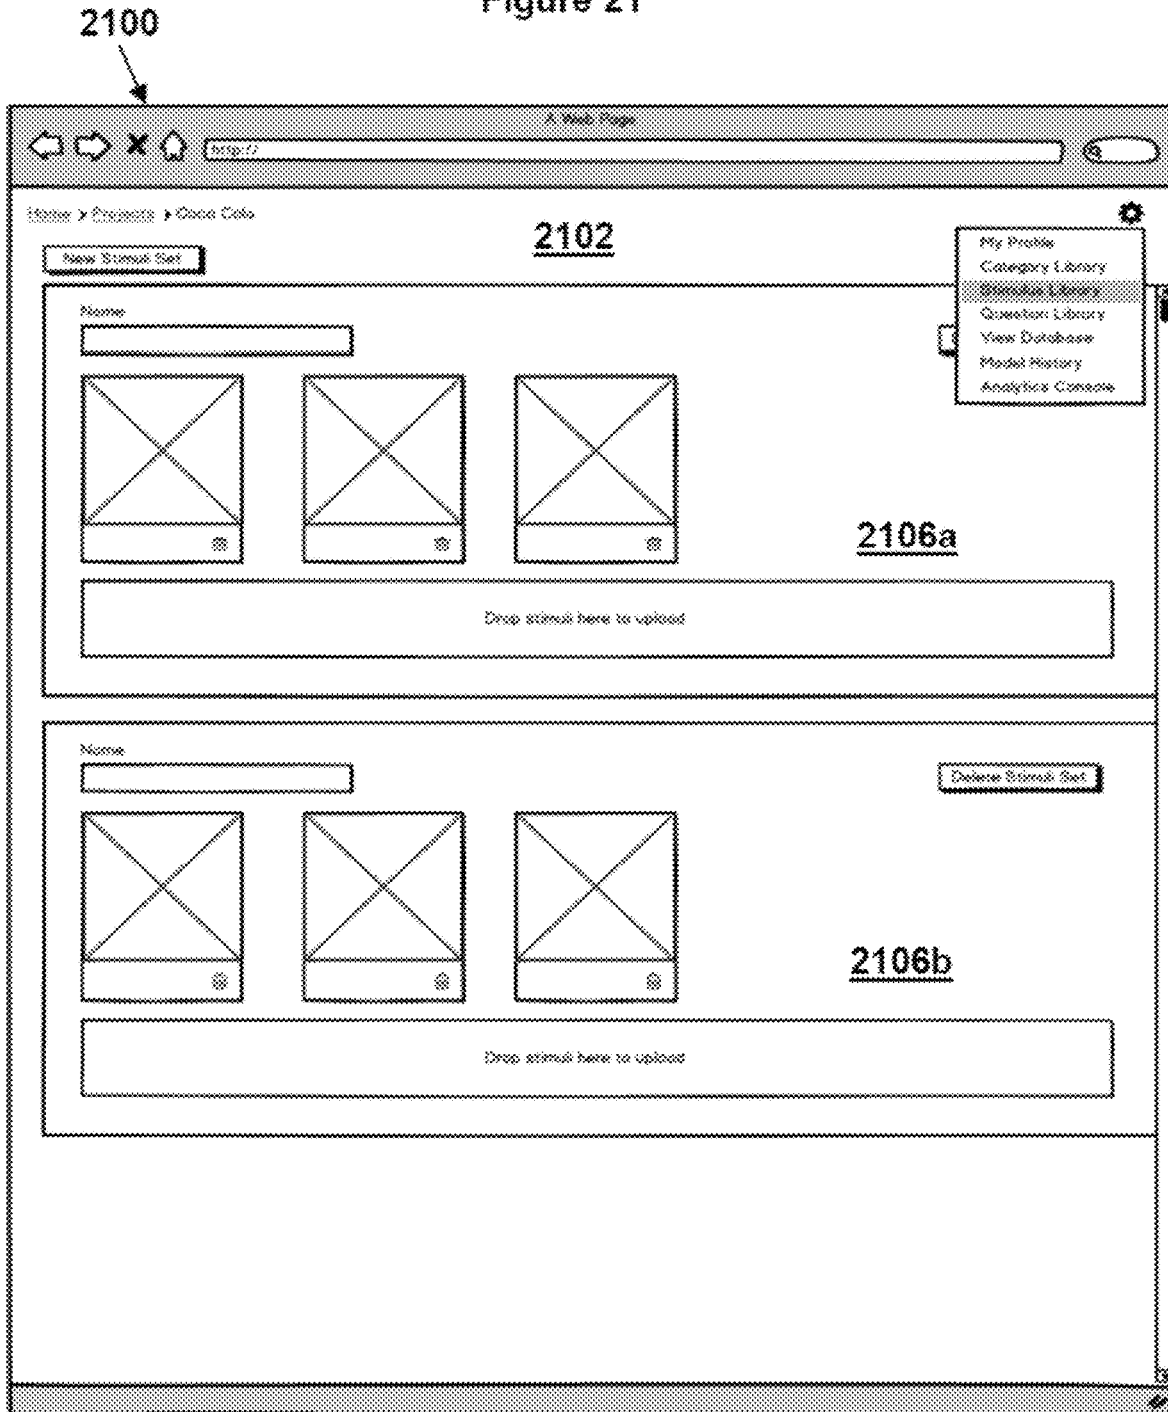 Figure 21
2100
A Web Page
http://
Home > Projects > Coca Cola
2102
New Stimuli Set
My Profile
Category Library
Stimulus Library
Question Library
View Database
Model History
Analytics Console
Name
2106a
Drop stimuli here to upload
Name
Delete Stimuli Set
2106b
Drop stimuli here to upload